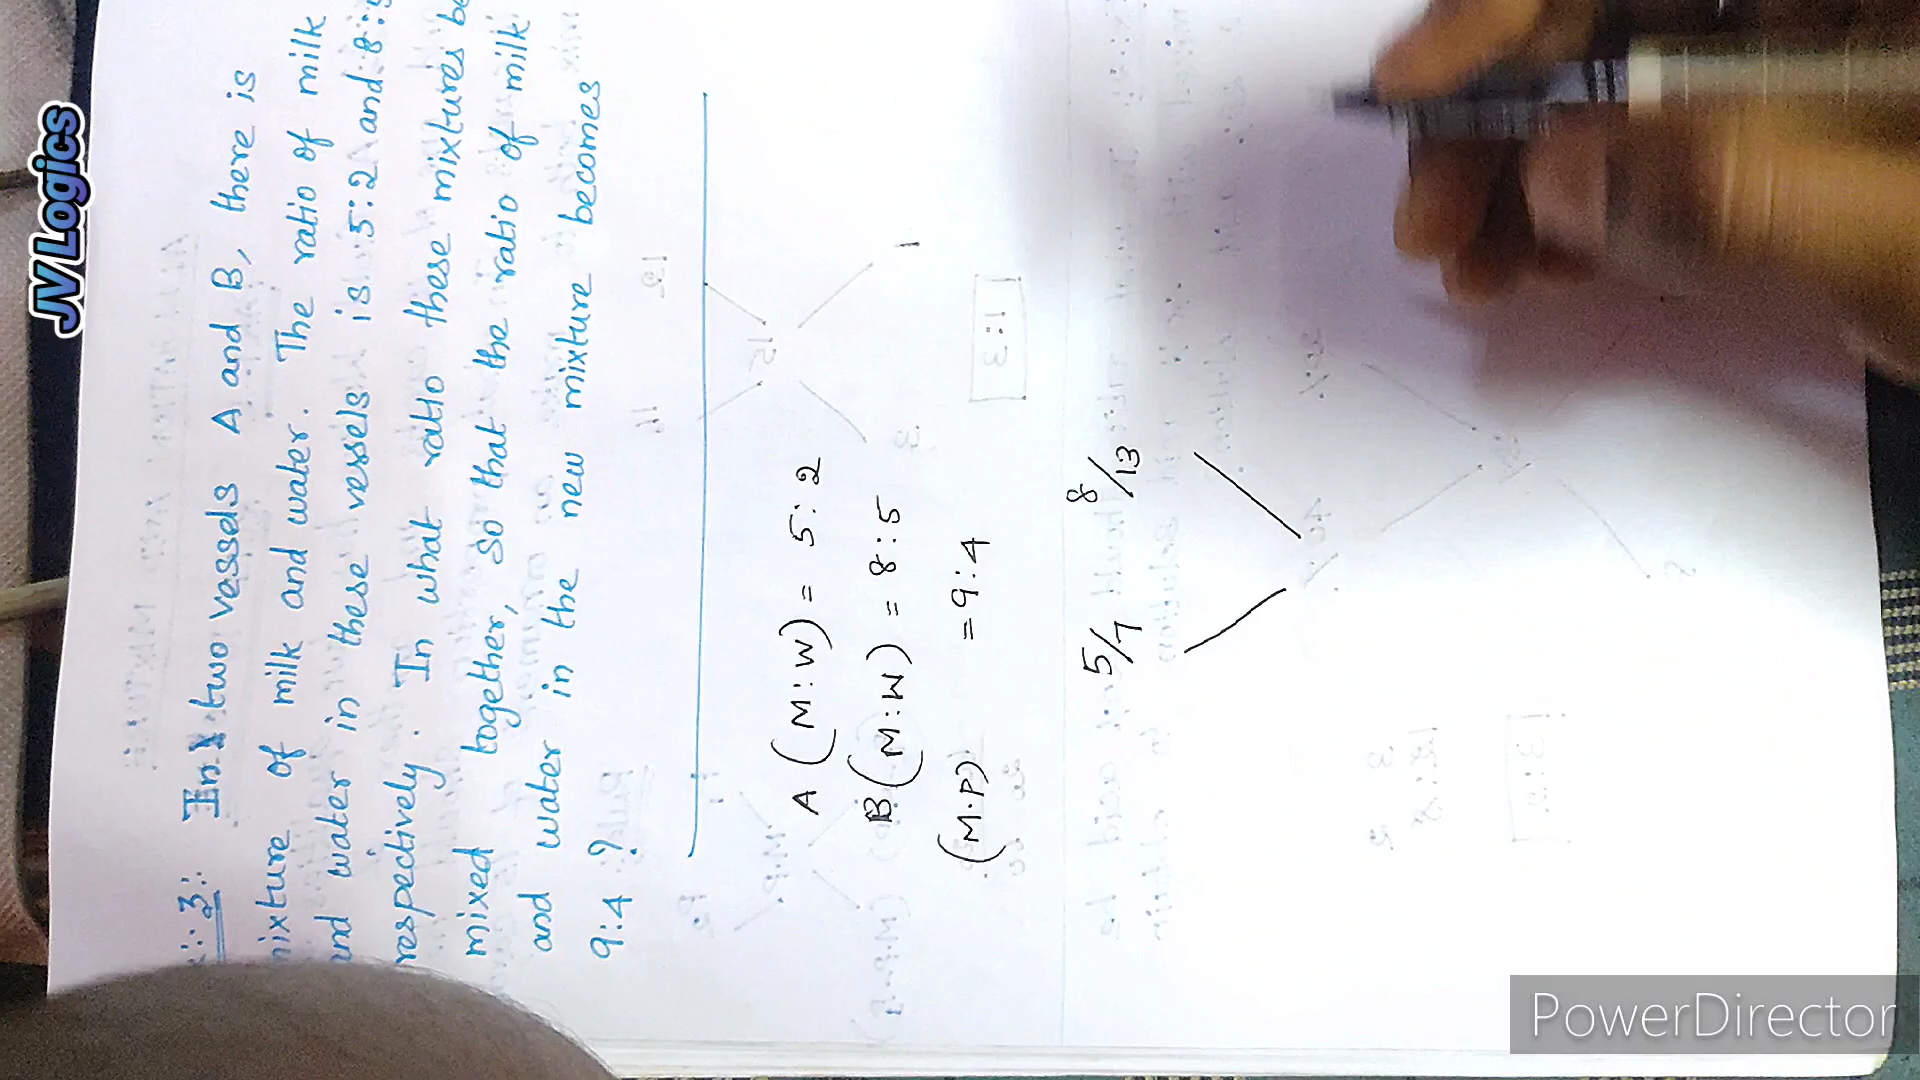 JV Logics
3: In two vessels A and B, there is
mixture of milk and water. The ratio of milk
and water in these vessels is 5:2 and 8:5
respectively. In what ratio these mixtures be
mixed together, so that the ratio of milk
and water in the new mixture becomes
9:4 ?
A (M:W) = 5:2
B (M:W) = 8:5
(M.P) = 9:4
5/7 8/13
PowerDirector